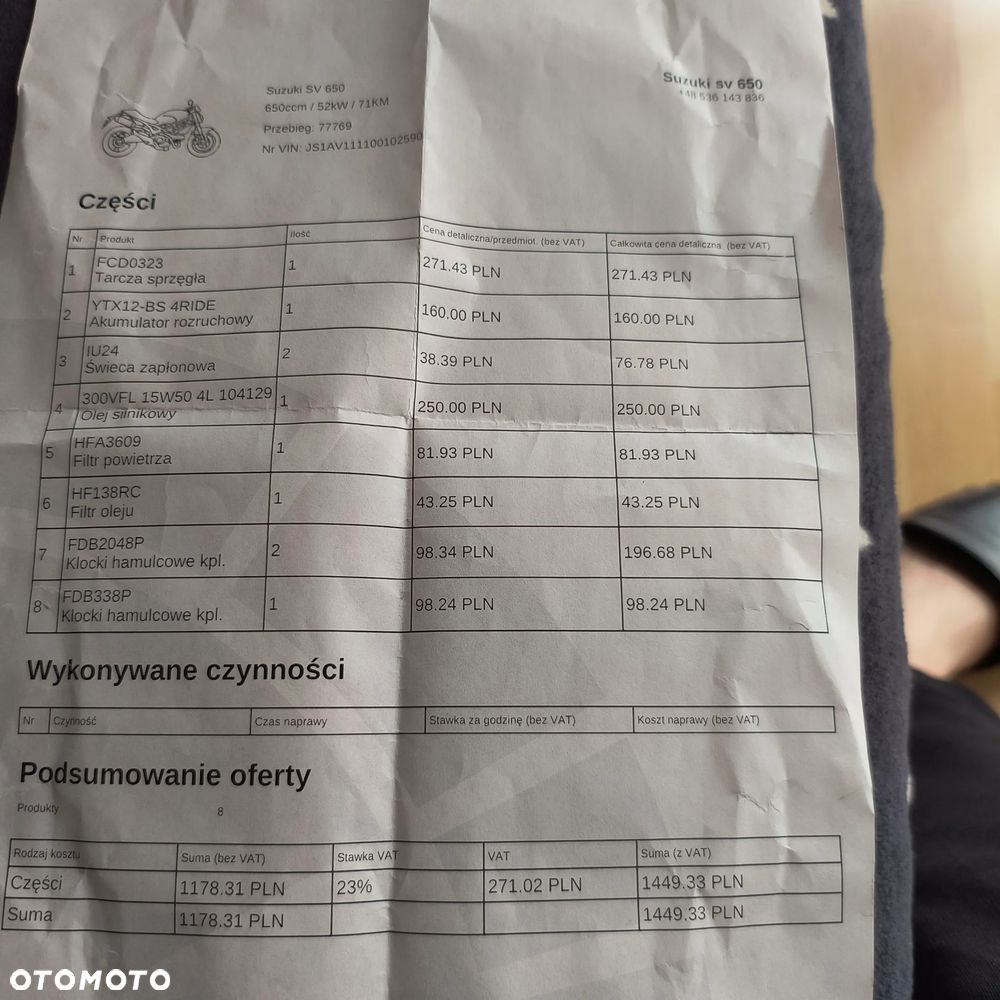 Suzuki SV 650
650ccm / 52kW / 71KM
Przebieg: 77769
Nr VIN: JS1AV111100102590
Suzuki sv 650
+48 536 143 836
Części
Nr Produkt Ilość Cena detaliczna/przedmiot. (bez VAT) Całkowita cena detaliczna (bez VAT)
1 FCD0323 1 271.43 PLN 271.43 PLN
Tarcza sprzęgła
2 YTX12-BS 4RIDE 1 160.00 PLN 160.00 PLN
Akumulator rozruchowy
3 IU24 2 38.39 PLN 76.78 PLN
Świeca zapłonowa
4 300VFL 15W50 4L 104129 1 250.00 PLN 250.00 PLN
Olej silnikowy
5 HFA3609 1 81.93 PLN 81.93 PLN
Filtr powietrza
6 HF138RC 1 43.25 PLN 43.25 PLN
Filtr oleju
7 FDB2048P 2 98.34 PLN 196.68 PLN
Klocki hamulcowe kpl.
8 FDB338P 1 98.24 PLN 98.24 PLN
Klocki hamulcowe kpl.
Wykonywane czynności
Nr Czynność Czas naprawy Stawka za godzinę (bez VAT) Koszt naprawy (bez VAT)
Podsumowanie oferty
Produkty 8
Rodzaj kosztu Suma (bez VAT) Stawka VAT VAT Suma (z VAT)
Części 1178.31 PLN 23% 271.02 PLN 1449.33 PLN
Suma 1178.31 PLN 1449.33 PLN
OTOMOTO